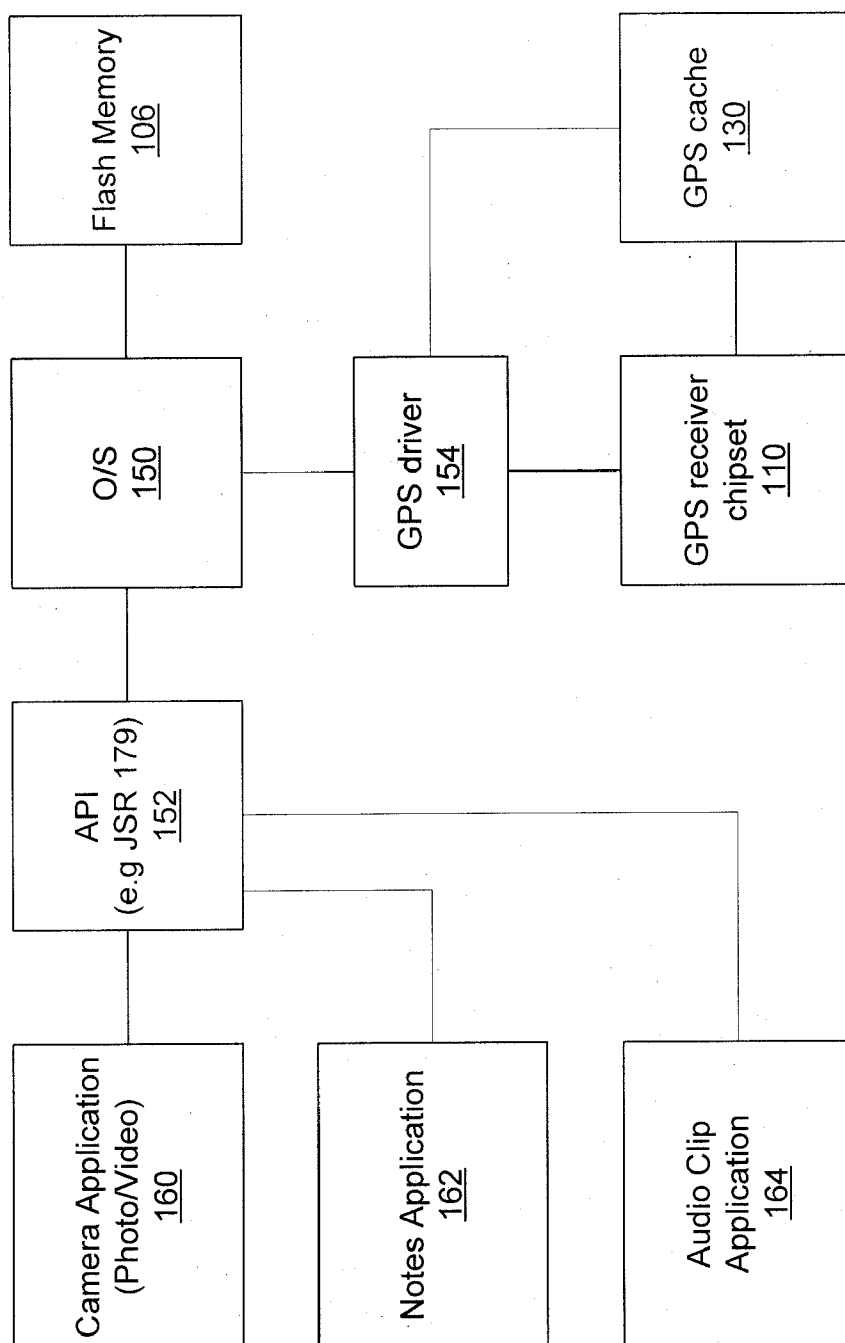 Camera Application
(Photo/Video)
160
API
(e.g JSR 179)
152
O/S
150
Flash Memory
106
Notes Application
162
GPS driver
154
Audio Clip
Application
164
GPS receiver
chipset
110
GPS cache
130